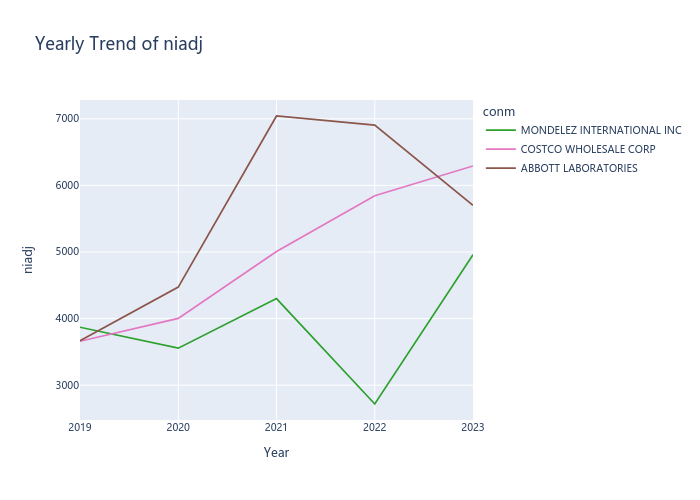 Yearly Trend of niadj
conm
MONDELEZ INTERNATIONAL INC
COSTCO WHOLESALE CORP
ABBOTT LABORATORIES
niadj
7000
6000
5000
4000
3000
2019 2020 2021 2022 2023
Year